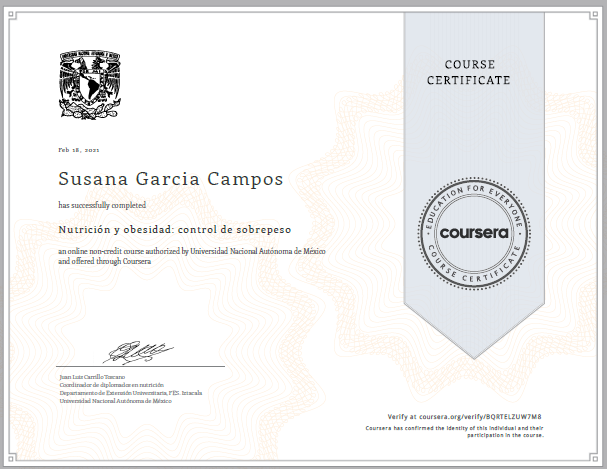 COURSE
CERTIFICATE
Feb 18, 2021
Susana Garcia Campos
has successfully completed
Nutrición y obesidad: control de sobrepeso
an online non-credit course authorized by Universidad Nacional Autónoma de México
and offered through Coursera
EDUCATION FOR EVERYONE
coursera
COURSE CERTIFICATE
Juan Luis Carrillo Toscano
Coordinador de diplomados en nutrición
Departamento de Extensión Universitaria, FES. Iztacala
Universidad Nacional Autónoma de México
Verify at coursera.org/verify/BQRTELZUW7M8
Coursera has confirmed the identity of this individual and their
participation in the course.